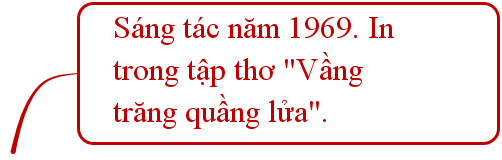 Sáng tác năm 1969. In
trong tập thơ "Vầng
trăng quầng lửa".